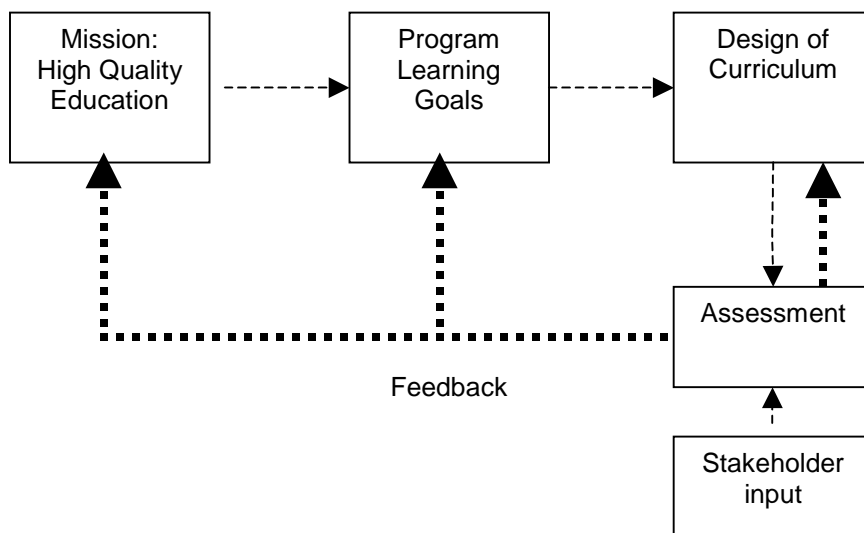 Mission:
High Quality
Education
Program
Learning
Goals
Design of
Curriculum
Assessment
Feedback
Stakeholder
input